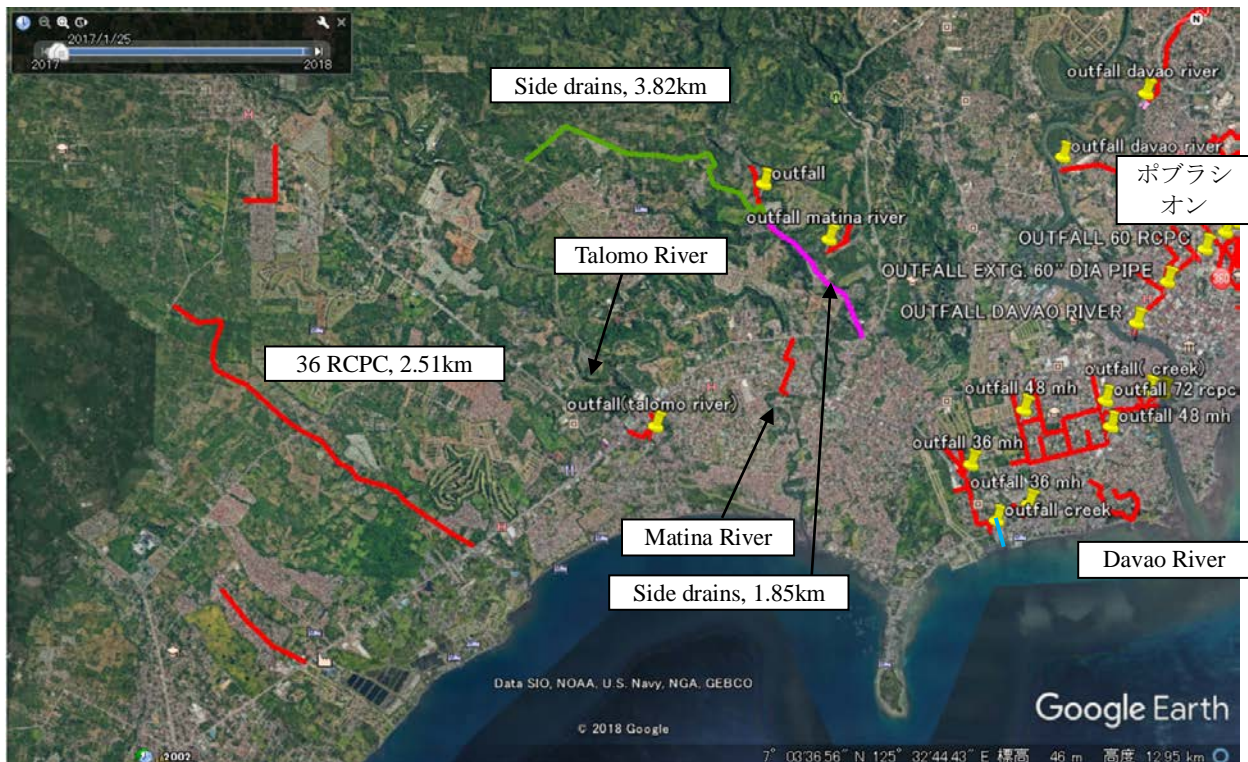 2017/1/25
2017
2018
N
outfall davao river
Side drains, 3.82km
outfall davao river
ポブラシ
オン
outfall
outfall matina river
OUTFALL 60 RCPC
Talomo River
OUTFALL EXTG. 60" DIA PIPE
OUTFALL DAVAO RIVER
36 RCPC, 2.51km
outfall( creek)
outfall 48 mh
outfall 72 rcpc
outfall(talomo river)
outfall 48 mh
outfall 36 mh
outfall 36 mh
outfall creek
Matina River
Davao River
Side drains, 1.85km
Data SIO, NOAA, U.S. Navy, NGA, GEBCO
© 2018 Google
Google Earth
2002
7° 03'36.56" N 125° 32'44.43" E 標高 46 m 高度 12.95 km